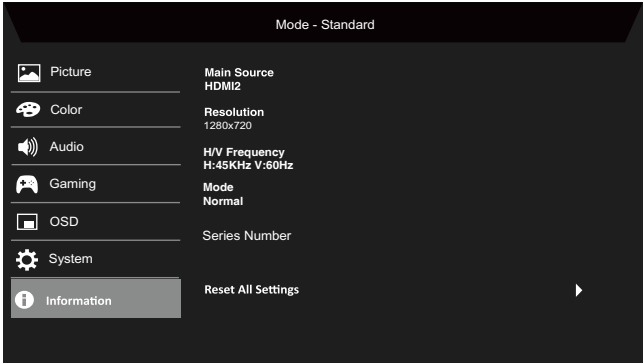 Mode - Standard
Picture
Color
Audio
Gaming
OSD
System
Information
Main Source
HDMI2
Resolution
1280x720
H/V Frequency
H:45KHz V:60Hz
Mode
Normal
Series Number
Reset All Settings